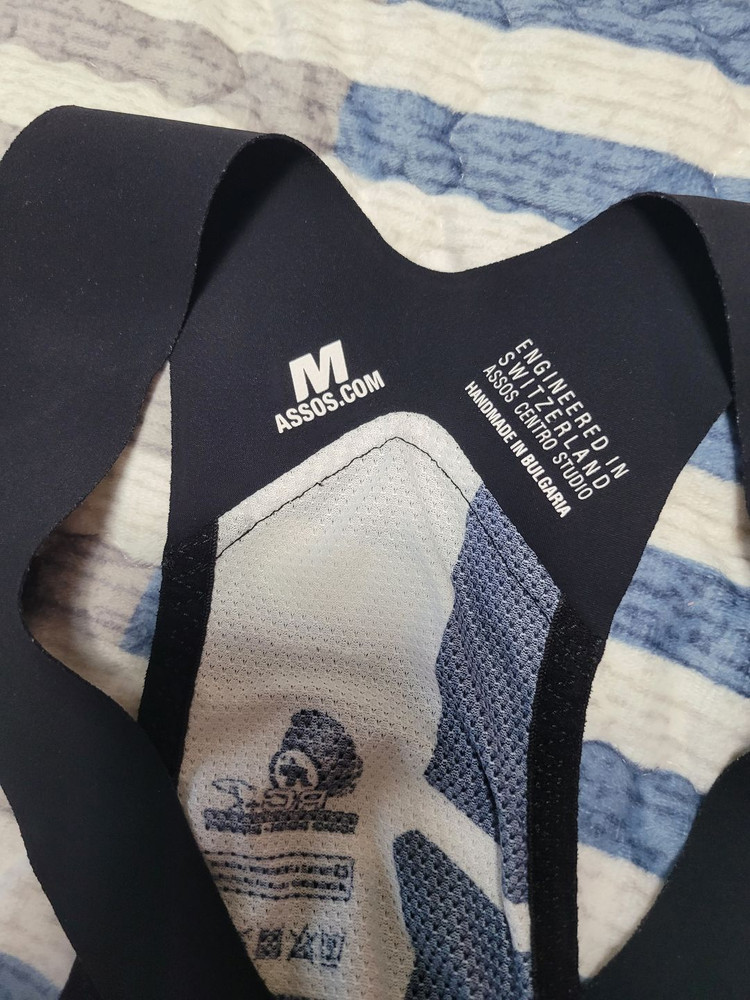 M
ASSOS.COM
ENGINEERED IN
SWITZERLAND
ASSOS CENTRO STUDIO
HANDMADE IN BULGARIA